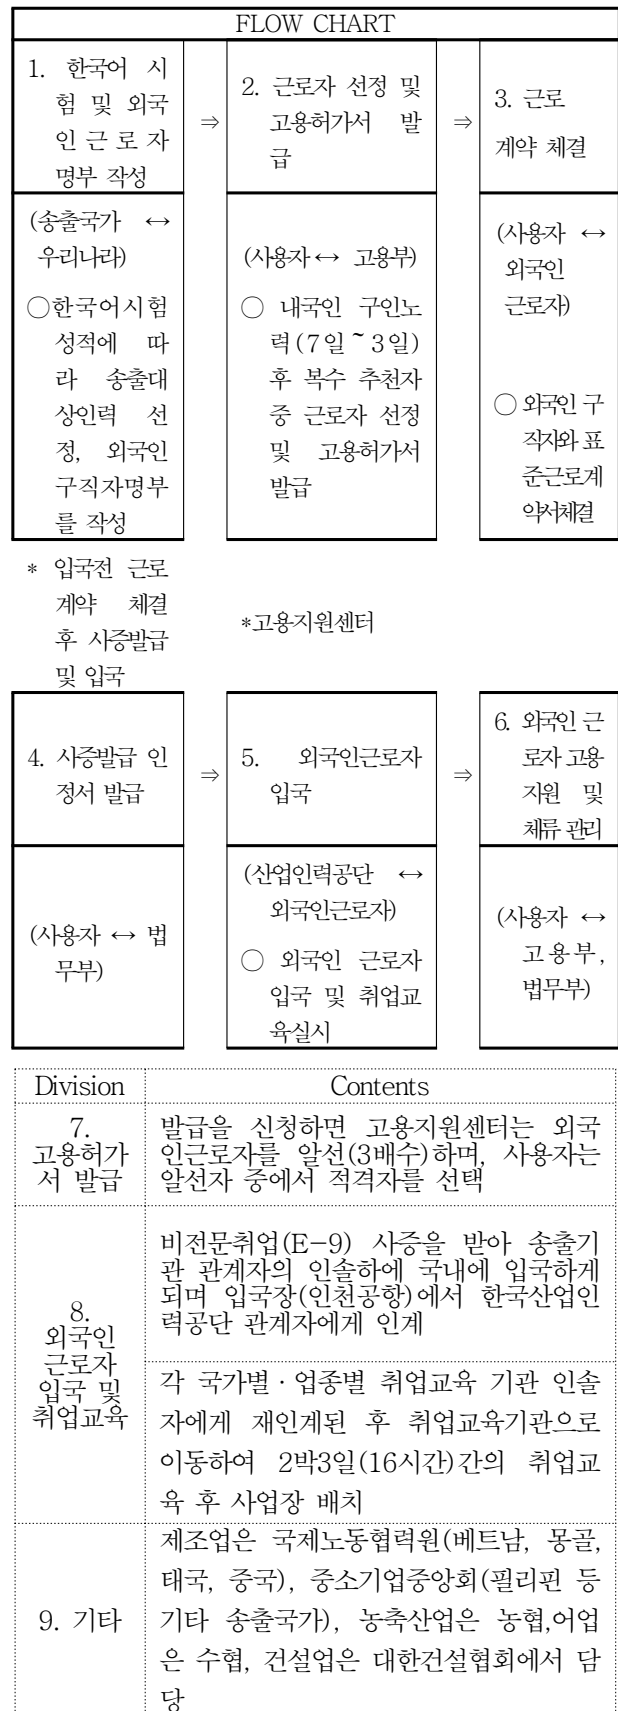 FLOW CHART
1. 한국어 시
험 및 외국
인 근 로 자
명부 작성
⇒
2. 근로자 선정 및
고용허가서 발
급
⇒
3. 근로
계약 체결
(송출국가 ↔
우리나라)
○한국어시험
성적에 따
라 송출대
상인력 선
정, 외국인
구직자명부
를 작성
(사용자↔ 고용부)
○ 내국인 구인노
력(7일~3일)
후 복수 추천자
중 근로자 선정
및 고용허가서
발급
(사용자 ↔
외국인
근로자)
○ 외국인 구
직자와 표
준근로계
약서체결
* 입국전 근로
계약 체결
후 사증발급
및 입국
*고용지원센터
4. 사증발급 인
정서 발급
⇒
5. 외국인근로자
입국
⇒
6. 외국인 근
로자 고용
지원 및
체류 관리
(사용자 ↔ 법
무부)
(산업인력공단 ↔
외국인근로자)
○ 외국인 근로자
입국 및 취업교
육실시
(사용자 ↔
고용부,
법무부)
Division
Contents
7.
고용허가
서 발급
발급을 신청하면 고용지원센터는 외국
인근로자를 알선(3배수)하며, 사용자는
알선자 중에서 적격자를 선택
8.
외국인
근로자
입국 및
취업교육
비전문취업(E-9) 사증을 받아 송출기
관 관계자의 인솔하에 국내에 입국하게
되며 입국장(인천공항)에서 한국산업인
력공단 관계자에게 인계
각 국가별·업종별 취업교육 기관 인솔
자에게 재인계된 후 취업교육기관으로
이동하여 2박3일(16시간)간의 취업교
육 후 사업장 배치
9. 기타
제조업은 국제노동협력원(베트남, 몽골,
태국, 중국), 중소기업중앙회(필리핀 등
기타 송출국가), 농축산업은 농협,어업
은 수협, 건설업은 대한건설협회에서 담
당